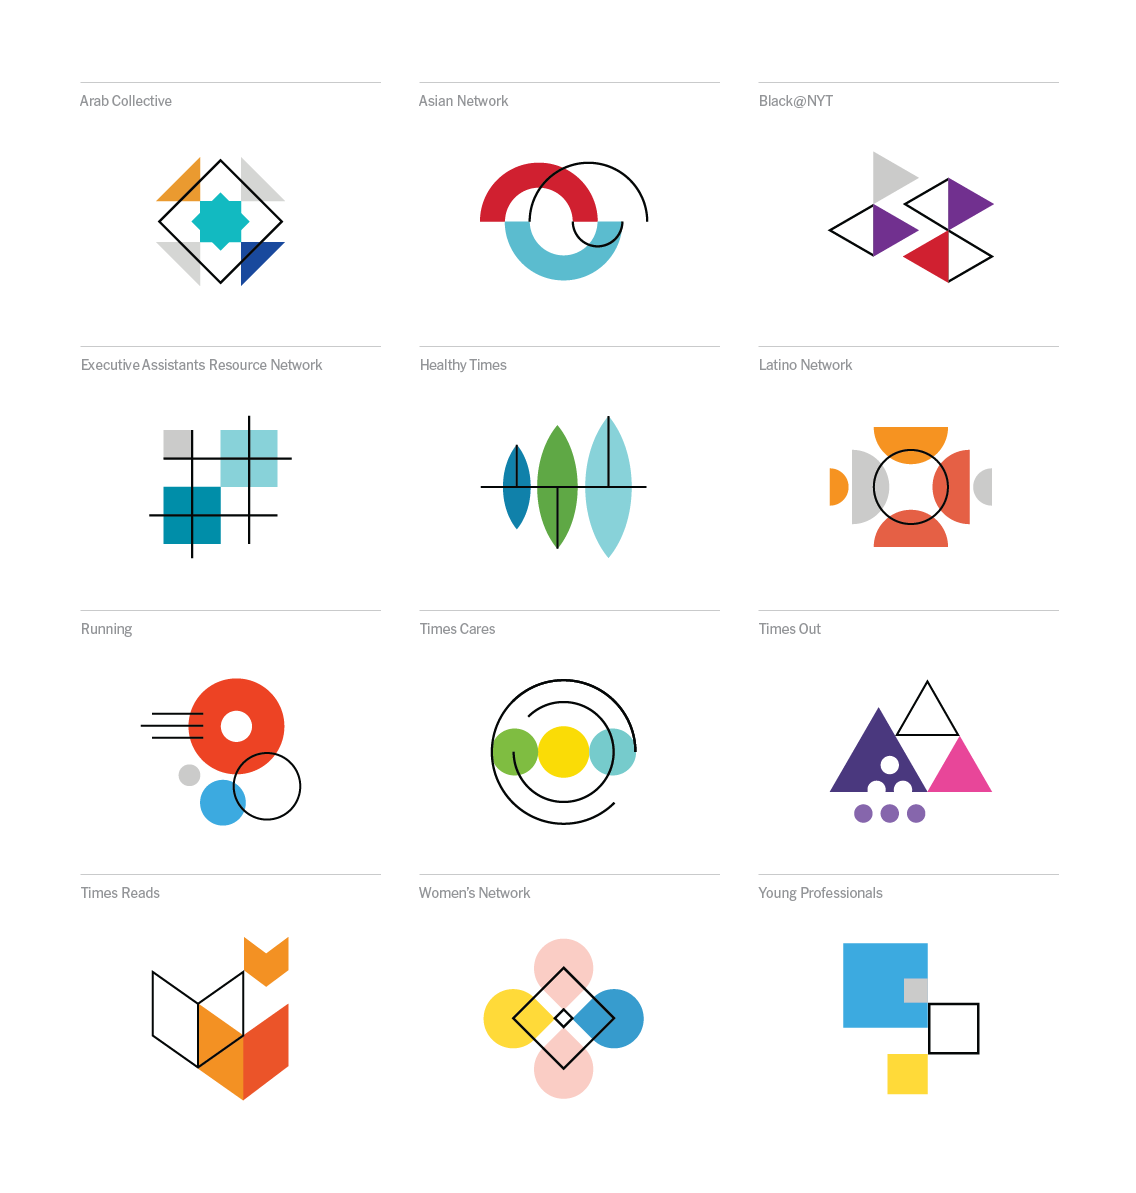 Arab Collective
Asian Network
Black@NYT
Executive Assistants Resource Network
Healthy Times
Latino Network
Running
Times Cares
Times Out
Times Reads
Women's Network
Young Professionals